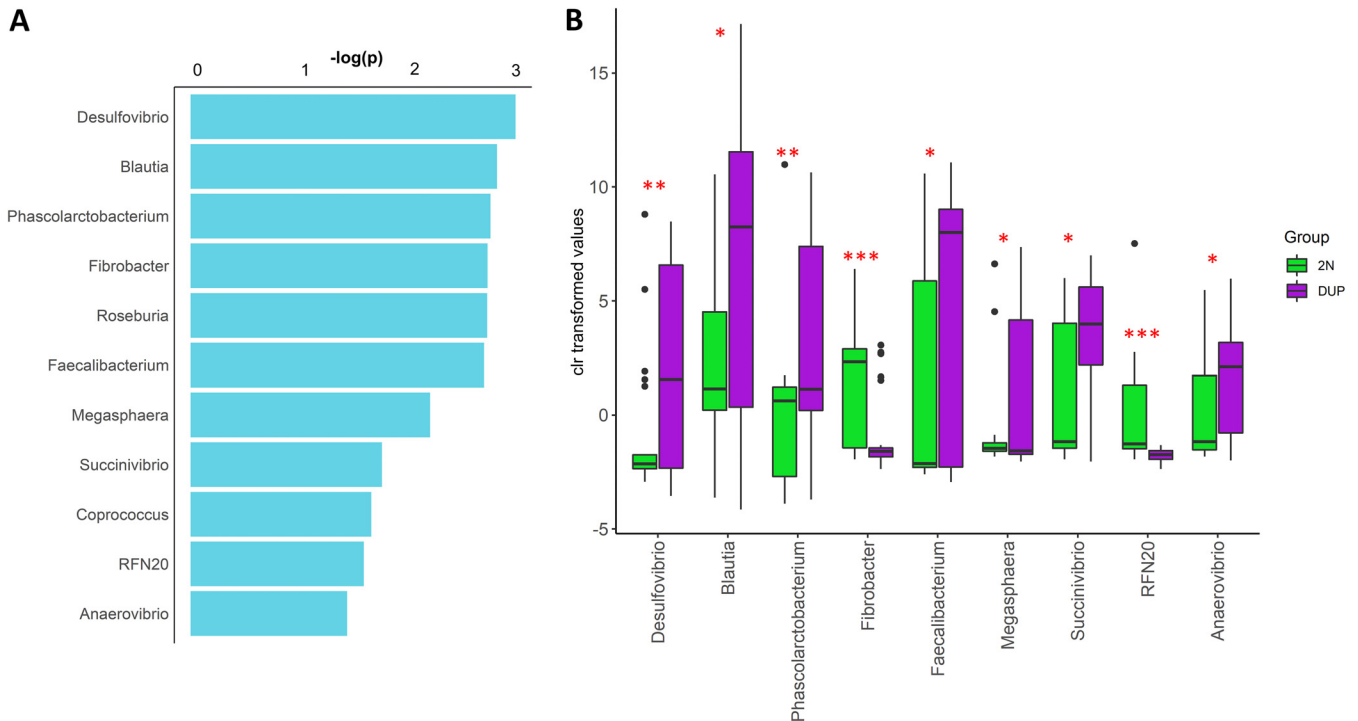 A
-log(p)
0 1 2 3
Desulfovibrio
Blautia
Phascolarctobacterium
Fibrobacter
Roseburia
Faecalibacterium
Megasphaera
Succinivibrio
Coprococcus
RFN20
Anaerovibrio
B
clr transformed values
15
10
5
0
-5
*
**
**
*
***
*
*
*
***
Desulfovibrio
Blautia
Phascolarctobacterium
Fibrobacter
Faecalibacterium
Megasphaera
Succinivibrio
RFN20
Anaerovibrio
Group
2N
DUP